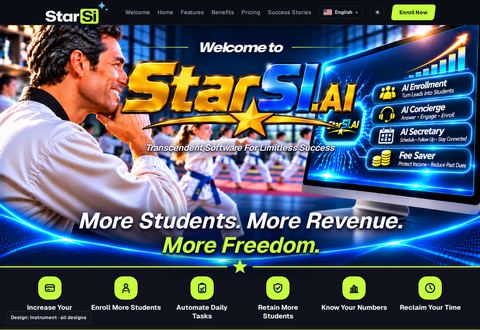 StarSi
Welcome
Home
Features
Benefits
Pricing
Success Stories
English
Enroll Now
Welcome to
StarSI.AI
Transcendent Software For Limitless Success
AI Enrollment
Turn Leads Into Students
AI Concierge
Answer • Engage • Enroll
AI Secretary
Schedule • Follow Up • Stay Connected
Fee Saver
Protect Income • Reduce Past Dues
StarSI.AI
More Students. More Revenue.
More Freedom.
Increase Your
Enroll More Students
Automate Daily
Tasks
Retain More
Students
Know Your Numbers
Reclaim Your Time
Design: Instrument · all designs